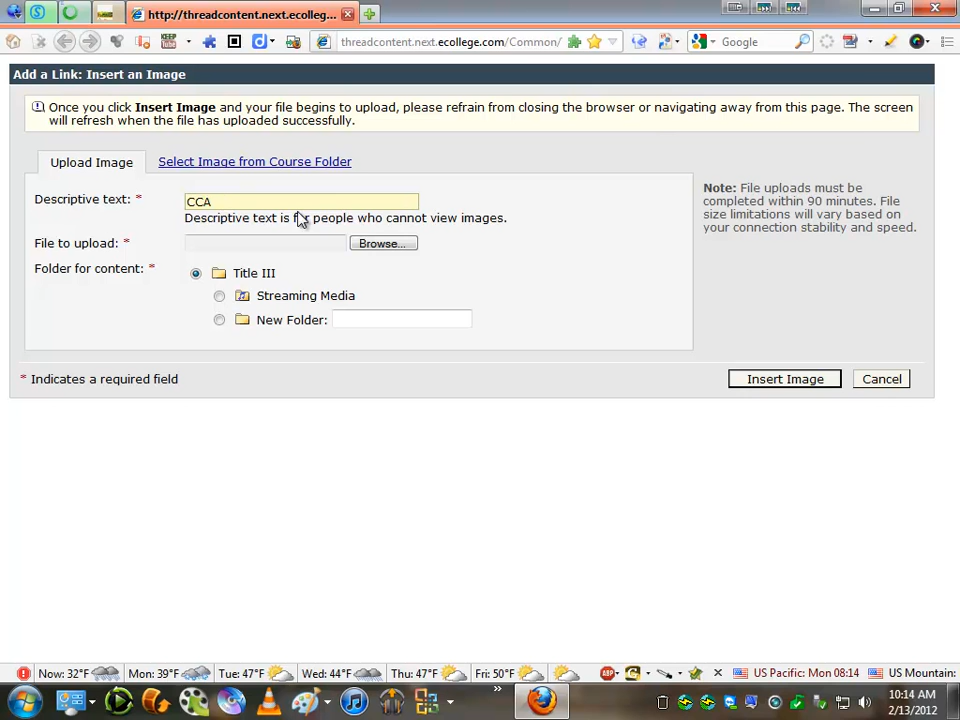 http://threadcontent.next.ecolleg...
threadcontent.next.ecollege.com/Common/
Google
Add a Link: Insert an Image
Once you click Insert Image and your file begins to upload, please refrain from closing the browser or navigating away from this page. The screen
will refresh when the file has uploaded successfully.
Upload Image
Select Image from Course Folder
Descriptive text: *
CCA
Descriptive text is for people who cannot view images.
File to upload: *
Browse...
Folder for content: *
Title III
Streaming Media
New Folder:
Note: File uploads must be
completed within 90 minutes. File
size limitations will vary based on
your connection stability and speed.
* Indicates a required field
Insert Image
Cancel
Now: 32°F
Mon: 39°F
Tue: 47°F
Wed: 44°F
Thu: 47°F
Fri: 50°F
ABP
US Pacific: Mon 08:14
US Mountain:
10:14 AM
2/13/2012